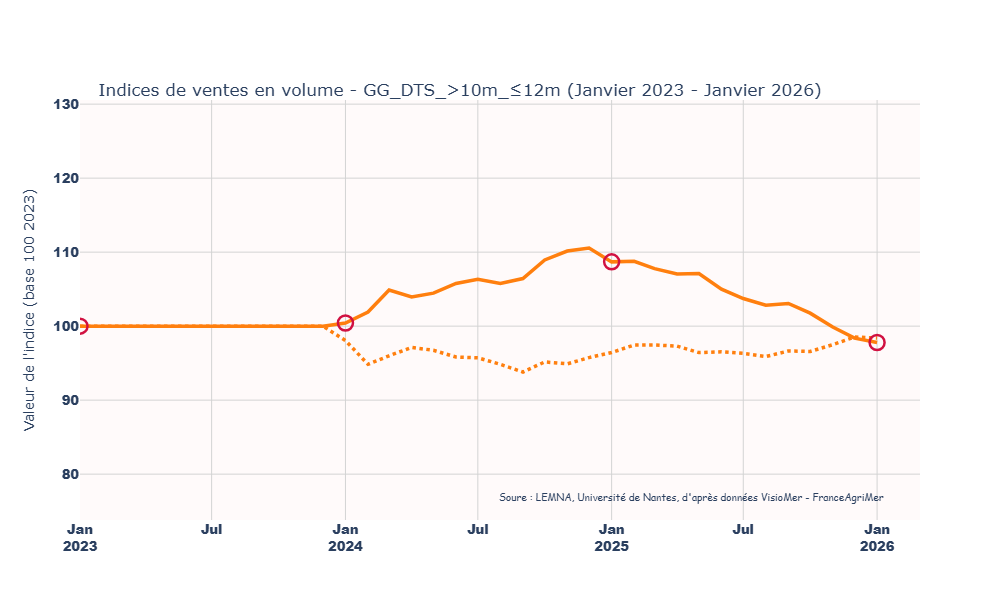 Indices de ventes en volume - GG_DTS_>10m_≤12m (Janvier 2023 - Janvier 2026)
Valeur de l'indice (base 100 2023)
130
120
110
100
90
80
Soure : LEMNA, Université de Nantes, d'après données VisioMer - FranceAgriMer
Jan Jul Jan Jul Jan Jul Jan
2023 2024 2025 2026